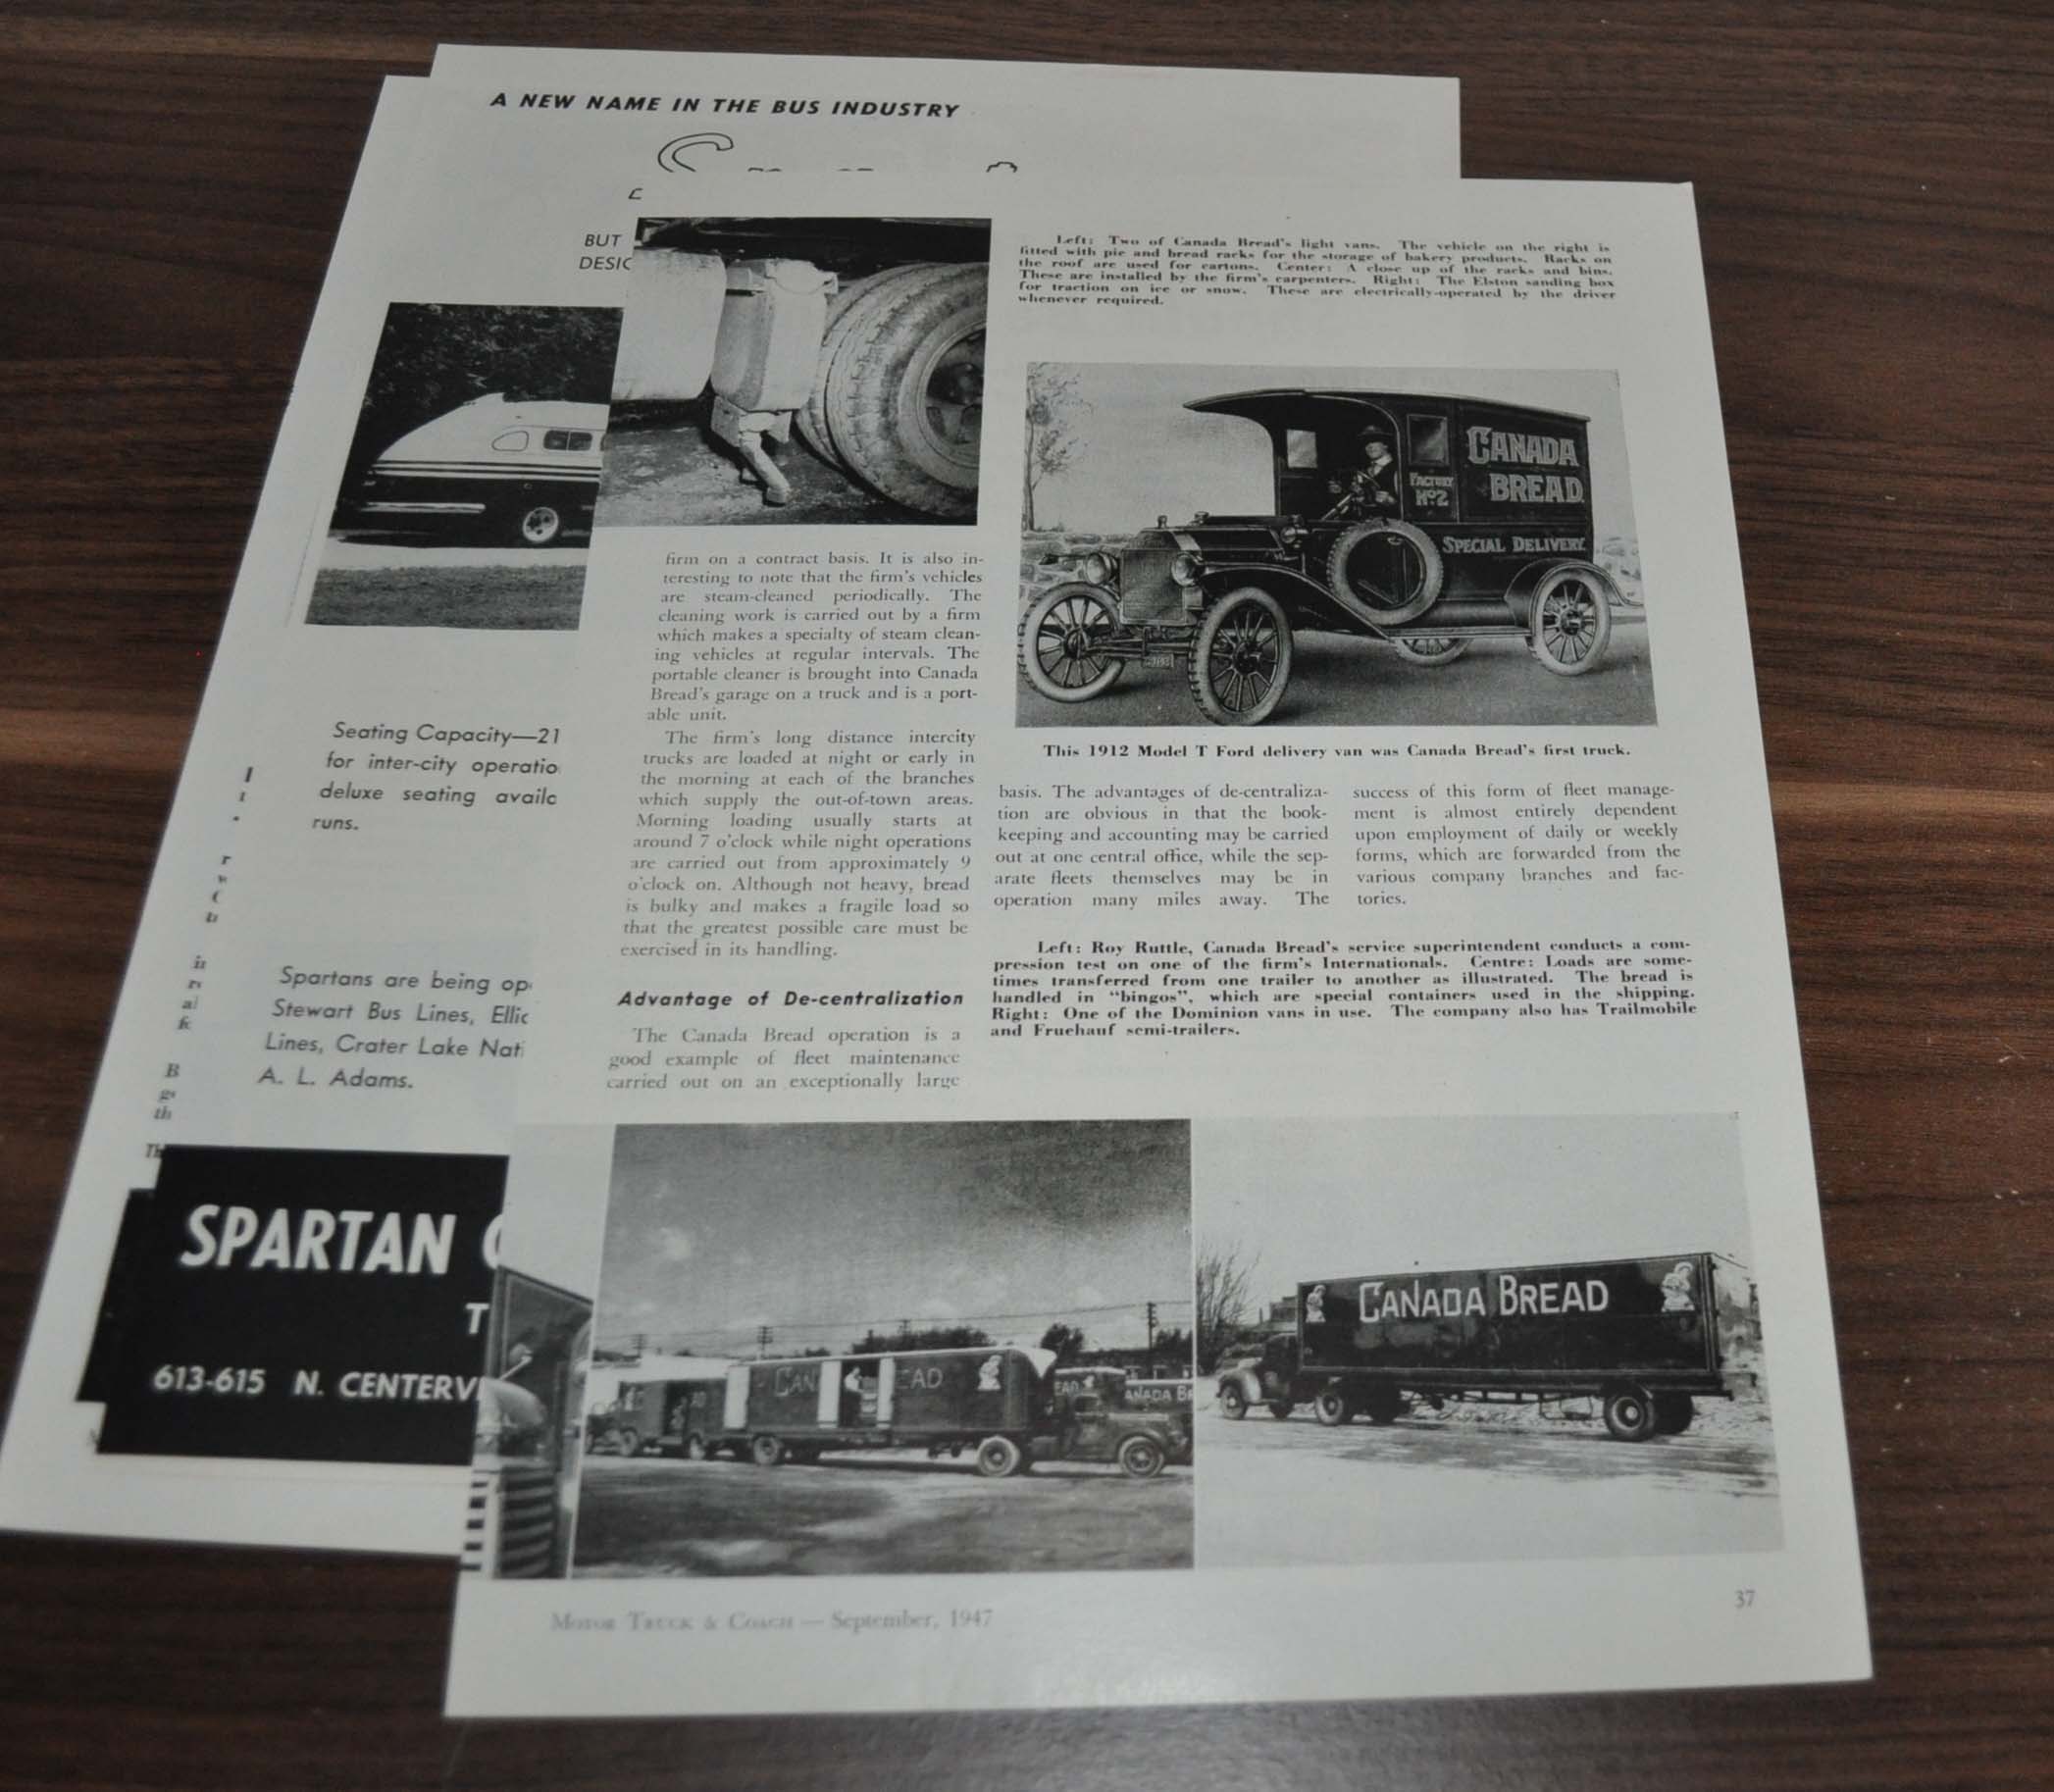 A NEW NAME IN THE BUS INDUSTRY
BUT
DESIG
Seating Capacity—21
for inter-city operatio
deluxe seating availa
runs.
Spartans are being op
Stewart Bus Lines, Ellio
Lines, Crater Lake Nati
A. L. Adams.
SPARTAN
T
613-615 N. CENTERV
Left: Two of Canada Bread's light vans. The vehicle on the right is
fitted with pie and bread racks for the storage of bakery products. Racks on
the roof are used for cartons. Center: A close up of the racks and bins.
These are installed by the firm's carpenters. Right: The Elston sanding box
for traction on ice or snow. These are electrically-operated by the driver
whenever required.
CANADA
BREAD
FACTORY
No2
SPECIAL DELIVERY
This 1912 Model T Ford delivery van was Canada Bread's first truck.
firm on a contract basis. It is also in-
teresting to note that the firm's vehicles
are steam-cleaned periodically. The
cleaning work is carried out by a firm
which makes a specialty of steam clean-
ing vehicles at regular intervals. The
portable cleaner is brought into Canada
Bread's garage on a truck and is a port-
able unit.
The firm's long distance intercity
trucks are loaded at night or early in
the morning at each of the branches
which supply the out-of-town areas.
Morning loading usually starts at
around 7 o'clock while night operations
are carried out from approximately 9
o'clock on. Although not heavy, bread
is bulky and makes a fragile load so
that the greatest possible care must be
exercised in its handling.
Advantage of De-centralization
The Canada Bread operation is a
good example of fleet maintenance
carried out on an exceptionally large
basis. The advantages of de-centraliza-
tion are obvious in that the book-
keeping and accounting may be carried
out at one central office, while the sep-
arate fleets themselves may be in
operation many miles away. The
success of this form of fleet manage-
ment is almost entirely dependent
upon employment of daily or weekly
forms, which are forwarded from the
various company branches and fac-
tories.
Left: Roy Ruttle, Canada Bread's service superintendent conducts a com-
pression test on one of the firm's Internationals. Centre: Loads are some-
times transferred from one trailer to another as illustrated. The bread is
handled in "bingos", which are special containers used in the shipping.
Right: One of the Dominion vans in use. The company also has Trailmobile
and Fruehauf semi-trailers.
CAN EAD
EAD
ANADA BR
CANADA BREAD
MOTOR TRUCK & COACH — September, 1947
37